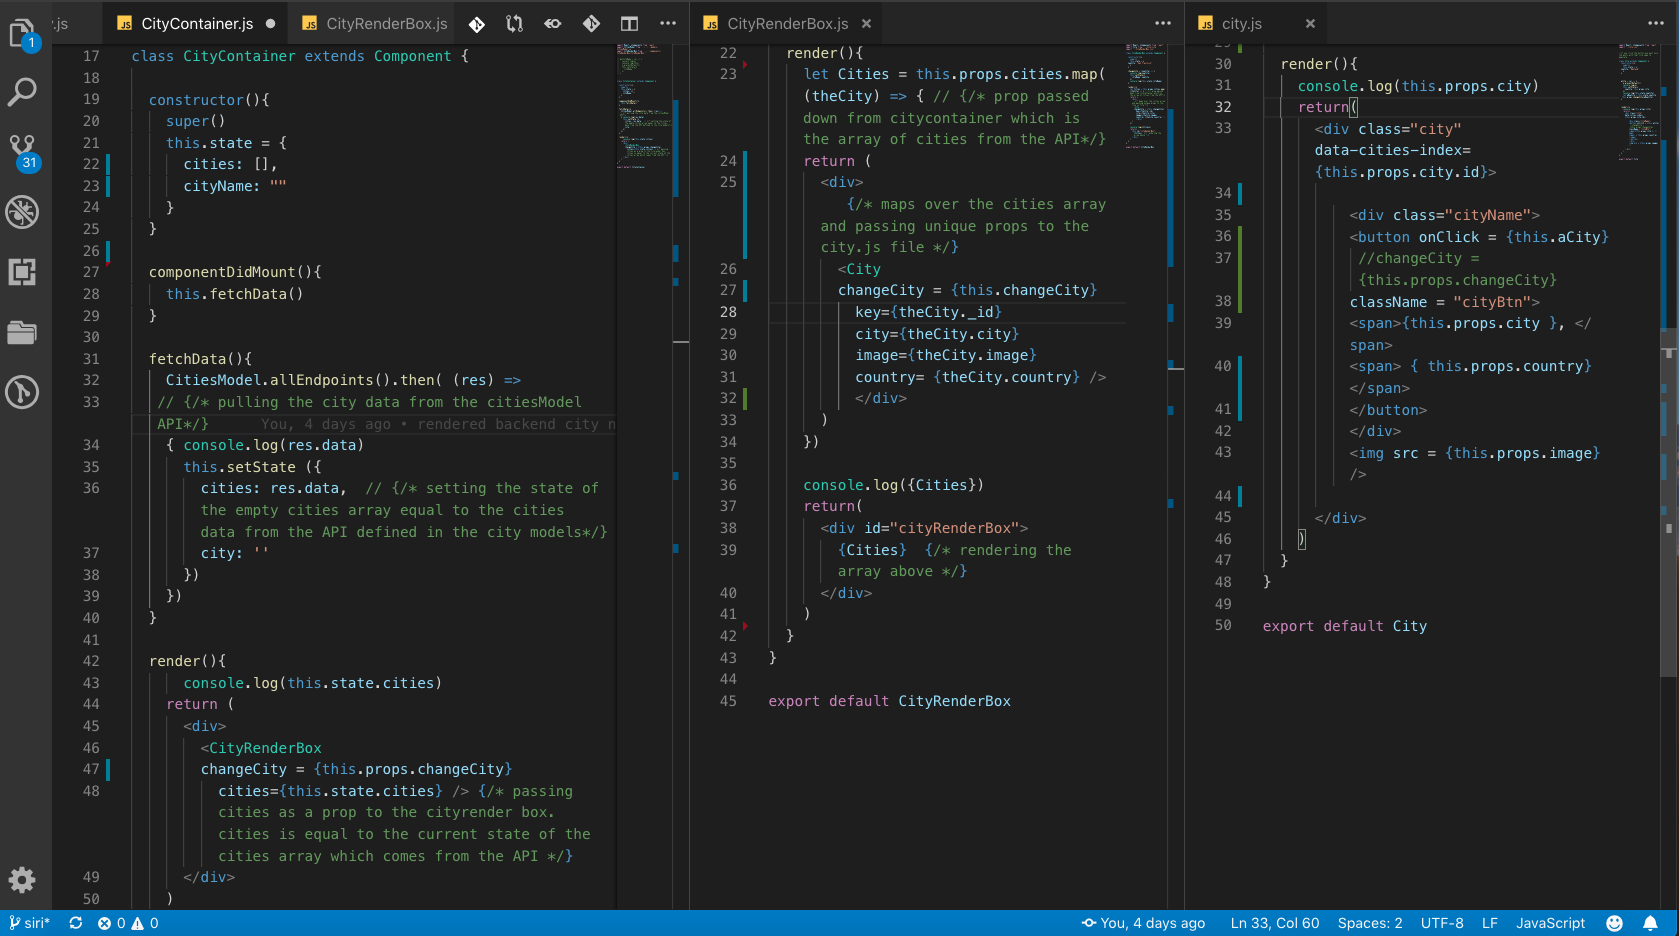 .js
CityContainer.js
CityRenderBox.js
CityRenderBox.js
city.js
1
31
17 class CityContainer extends Component {
18
19 constructor(){
20 super()
21 this.state = {
22 cities: [],
23 cityName: ""
24 }
25 }
26
27 componentDidMount(){
28 this.fetchData()
29 }
30
31 fetchData(){
32 CitiesModel.allEndpoints().then( (res) =>
33 // {/* pulling the city data from the citiesModel
API*/} You, 4 days ago • rendered backend city n
34 { console.log(res.data)
35 this.setState ({
36 cities: res.data, // {/* setting the state of
the empty cities array equal to the cities
data from the API defined in the city models*/}
37 city: ''
38 })
39 })
40 }
41
42 render(){
43 console.log(this.state.cities)
44 return (
45 <div>
46 <CityRenderBox
47 changeCity = {this.props.changeCity}
48 cities={this.state.cities} /> {/* passing
cities as a prop to the cityrender box.
cities is equal to the current state of the
cities array which comes from the API */}
49 </div>
50 )
22 render(){
23 let Cities = this.props.cities.map(
(theCity) => { // {/* prop passed
down from citycontainer which is
the array of cities from the API*/}
24 return (
25 <div>
{/* maps over the cities array
and passing unique props to the
city.js file */}
26 <City
27 changeCity = {this.changeCity}
28 key={theCity._id}
29 city={theCity.city}
30 image={theCity.image}
31 country= {theCity.country} />
32 </div>
33 )
34 })
35
36 console.log({Cities})
37 return(
38 <div id="cityRenderBox">
39 {Cities} {/* rendering the
array above */}
40 </div>
41 )
42 }
43 }
44
45 export default CityRenderBox
30 render(){
31 console.log(this.props.city)
32 return(
33 <div class="city"
data-cities-index=
{this.props.city.id}>
34
35 <div class="cityName">
36 <button onClick = {this.aCity}
37 //changeCity =
{this.props.changeCity}
38 className = "cityBtn">
39 <span>{this.props.city }, </
span>
40 <span> { this.props.country}
</span>
41 </button>
42 </div>
43 <img src = {this.props.image}
/>
44
45 </div>
46 )
47 }
48 }
49
50 export default City
siri* 0 0 You, 4 days ago Ln 33, Col 60 Spaces: 2 UTF-8 LF JavaScript